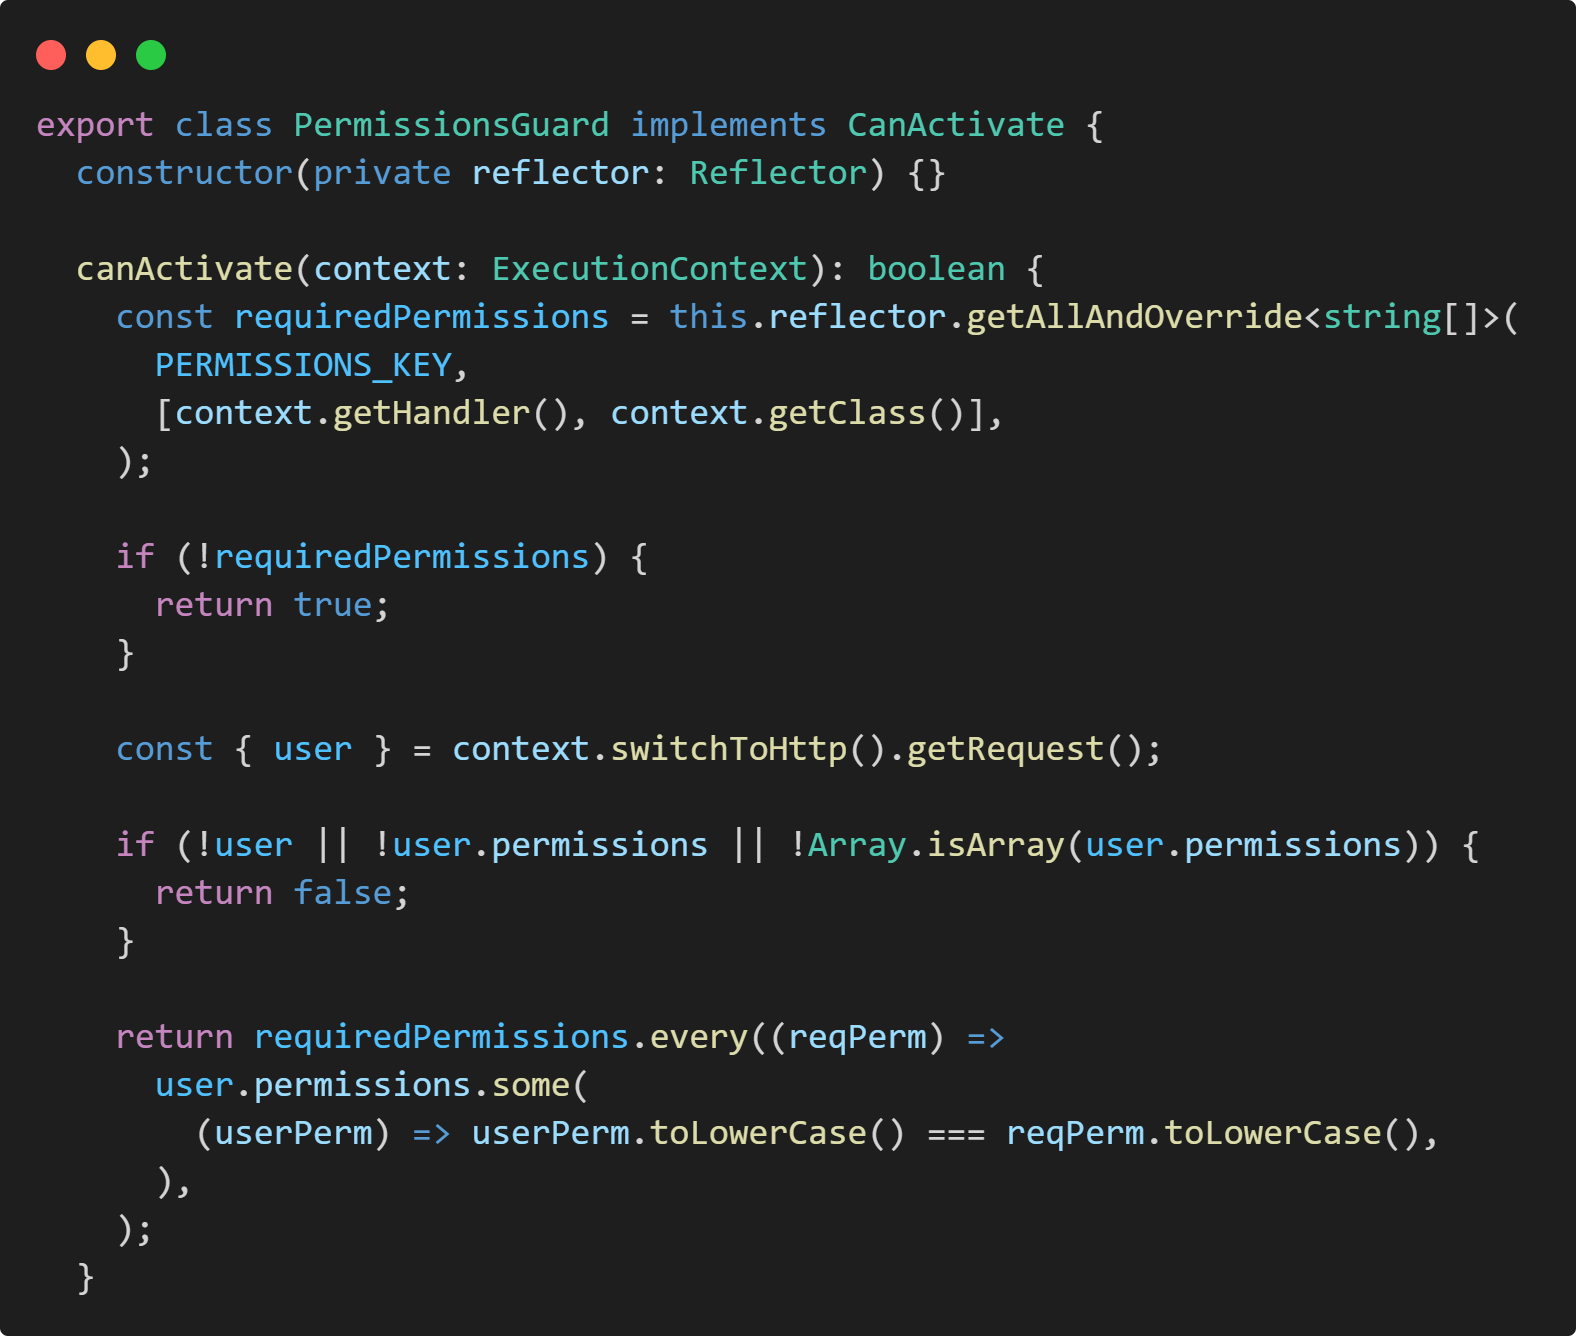 export class PermissionsGuard implements CanActivate {
  constructor(private reflector: Reflector) {}

  canActivate(context: ExecutionContext): boolean {
    const requiredPermissions = this.reflector.getAllAndOverride<string[]>(
      PERMISSIONS_KEY,
      [context.getHandler(), context.getClass()],
    );

    if (!requiredPermissions) {
      return true;
    }

    const { user } = context.switchToHttp().getRequest();

    if (!user || !user.permissions || !Array.isArray(user.permissions)) {
      return false;
    }

    return requiredPermissions.every((reqPerm) =>
      user.permissions.some(
        (userPerm) => userPerm.toLowerCase() === reqPerm.toLowerCase(),
      ),
    );
  }